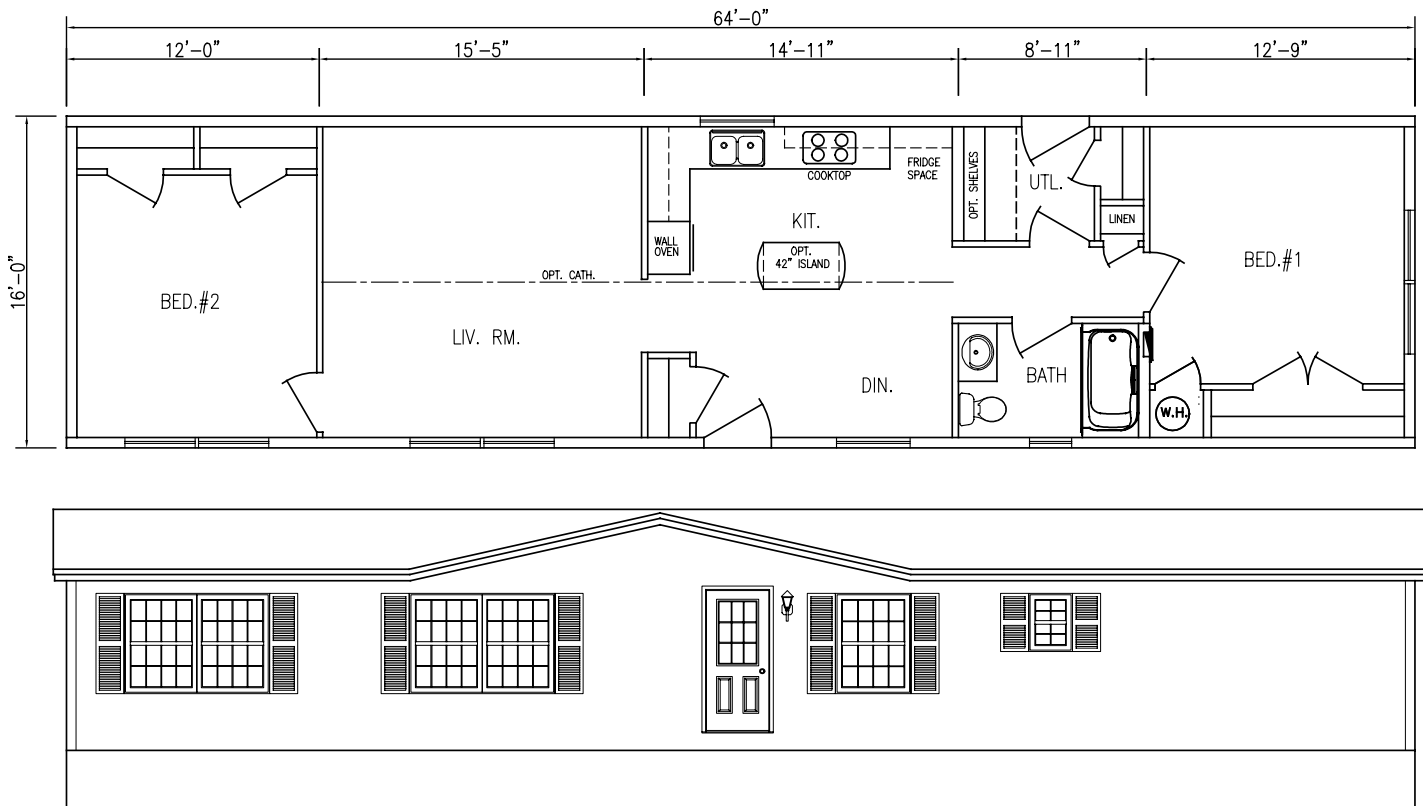 64'-0"
12'-0" 15'-5" 14'-11" 8'-11" 12'-9"
16'-0"
COOKTOP
FRIDGE
SPACE
OPT. SHELVES
UTL.
LINEN
WALL
OVEN
KIT.
OPT.
42" ISLAND
OPT. CATH.
BED.#2
BED.#1
LIV. RM.
DIN.
BATH
W.H.